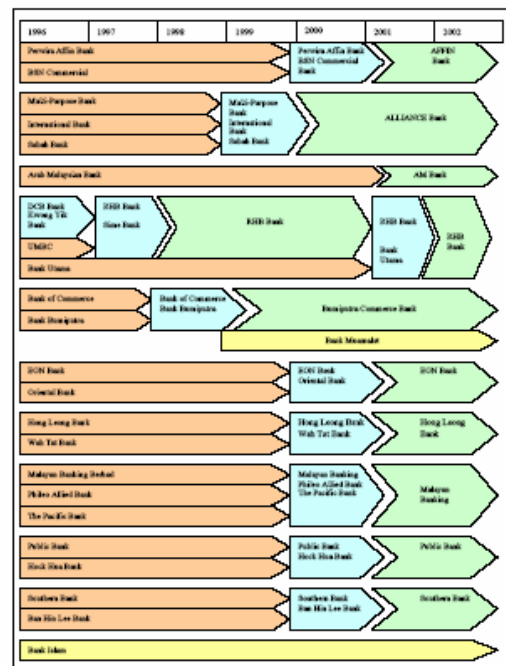 1996 1997 1998 1999 2000 2001 2002
Perwira Affin Bank
BSN Commercial
Perwira Affin Bank
BSN Commercial
Bank
AFFIN
Bank
Multi-Purpose Bank
International Bank
Sabah Bank
Multi-Purpose
Bank
International
Bank
Sabah Bank
ALLIANCE Bank
Arab Malaysian Bank
AM Bank
DCB Bank
Kwong Yik
Bank
UMBC
Bank Utama
RHB Bank
Sime Bank
RHB Bank
RHB Bank
Bank
Utama
RHB
Bank
Bank of Commerce
Bank Bumiputra
Bank of Commerce
Bank Bumiputra
Bumiputra Commerce Bank
Bank Muamalat
EON Bank
Oriental Bank
EON Bank
Oriental Bank
EON Bank
Hong Leong Bank
Wah Tat Bank
Hong Leong Bank
Wah Tat Bank
Hong Leong
Bank
Malayan Banking Berhad
Phileo Allied Bank
The Pacific Bank
Malayan Banking
Phileo Allied Bank
The Pacific Bank
Malayan
Banking
Public Bank
Hock Hua Bank
Public Bank
Hock Hua Bank
Public Bank
Southern Bank
Ban Hin Lee Bank
Southern Bank
Ban Hin Lee Bank
Southern Bank
Bank Islam